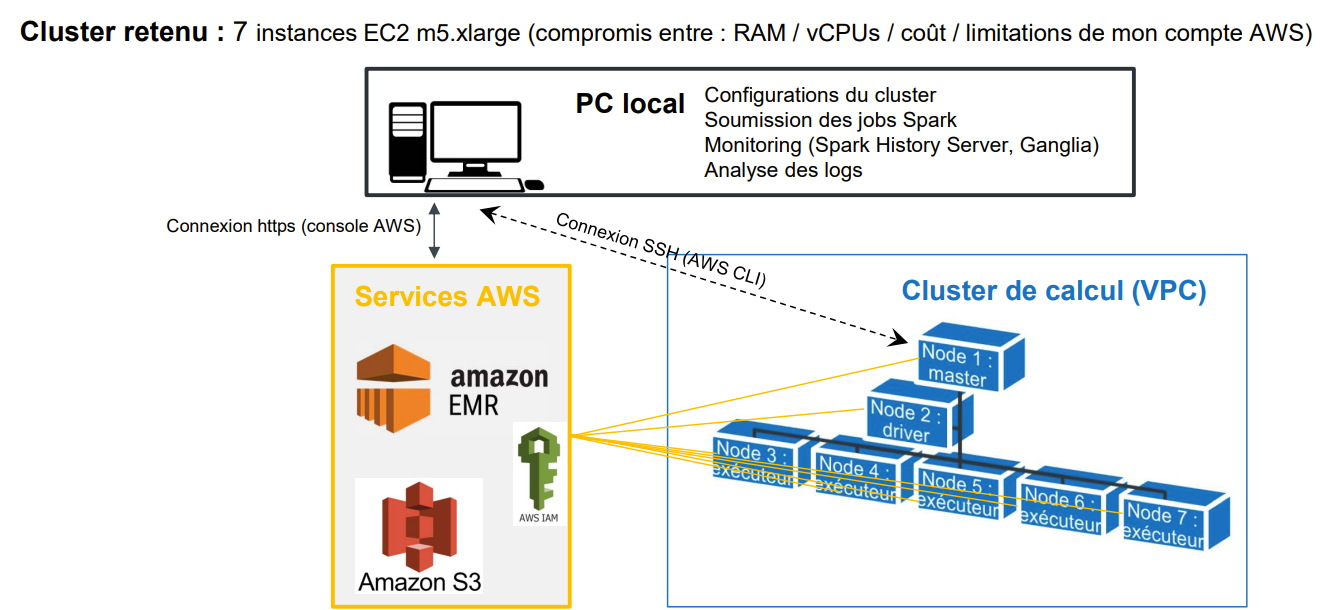 Cluster retenu : 7 instances EC2 m5.xlarge (compromis entre : RAM / vCPUs / coût / limitations de mon compte AWS)
PC local
Configurations du cluster
Soumission des jobs Spark
Monitoring (Spark History Server, Ganglia)
Analyse des logs
Connexion https (console AWS)
Connexion SSH (AWS CLI)
Services AWS
amazon
EMR
AWS IAM
Amazon S3
Cluster de calcul (VPC)
Node 1 :
master
Node 2 :
driver
Node 3 :
exécuteur
Node 4 :
exécuteur
Node 5 :
exécuteur
Node 6 :
exécuteur
Node 7 :
exécuteur